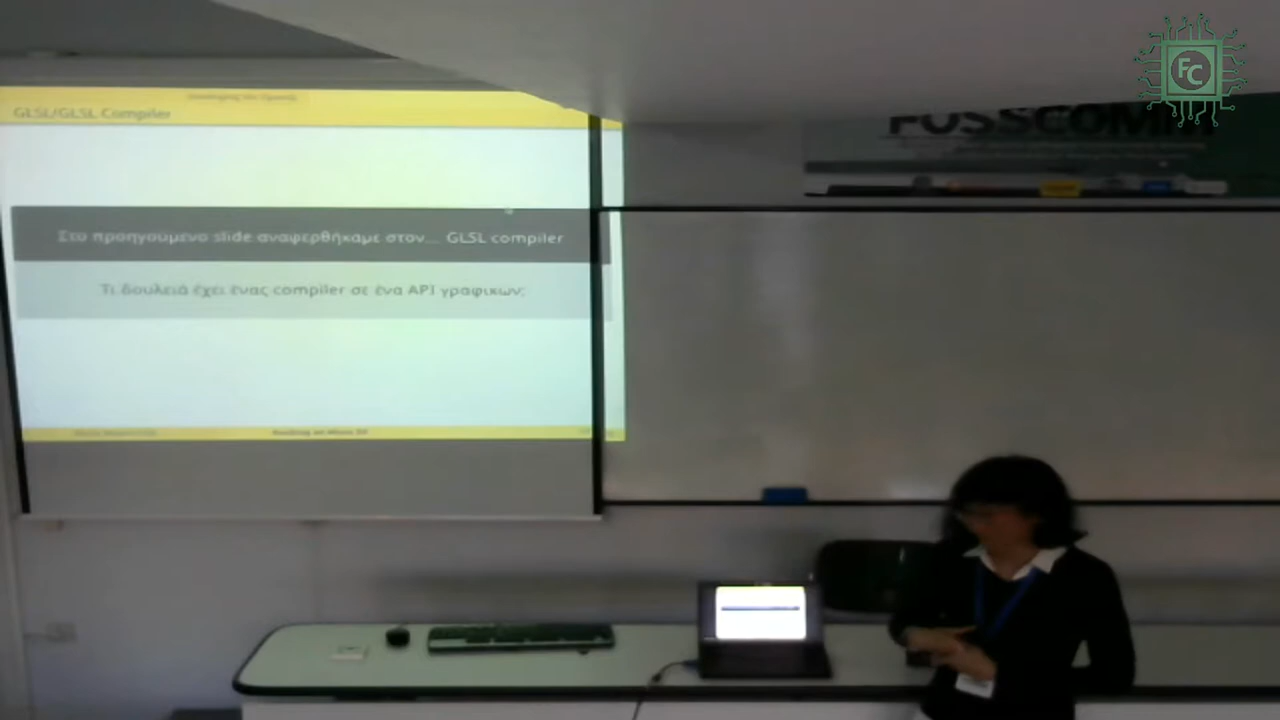 GLSL/GLSL Compiler
Στο προηγουμενο slide αναφερθήκαμε στον... GLSL compiler
Τι δουλειά έχει ένας compiler σε ένα API γραφικων;
FOSSCOMM
FC